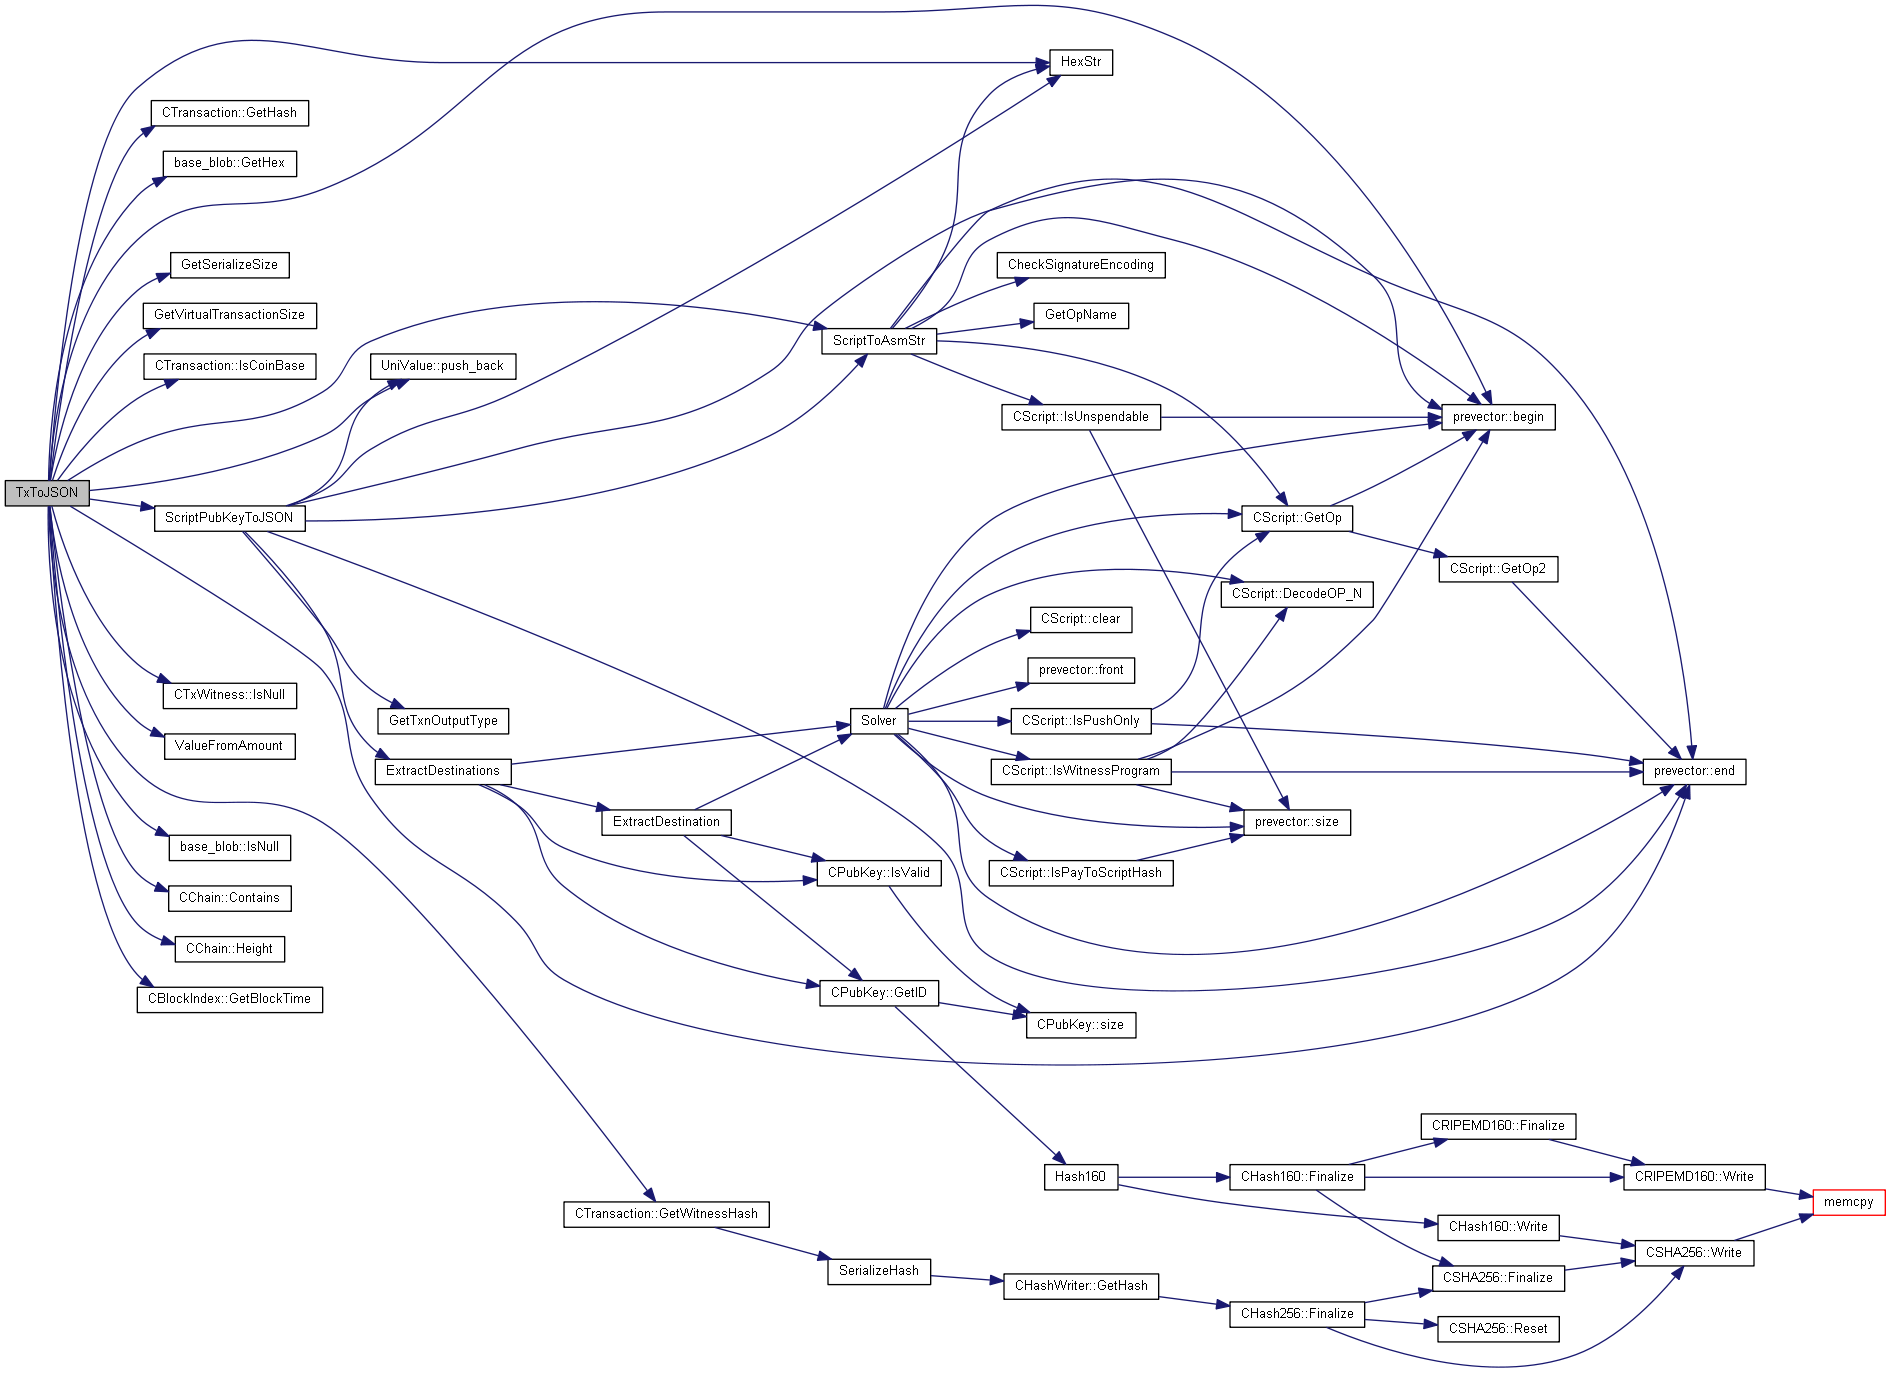 HexStr
CTransaction::GetHash
base_blob::GetHex
GetSerializeSize
CheckSignatureEncoding
GetVirtualTransactionSize
GetOpName
ScriptToAsmStr
CTransaction::IsCoinBase
UniValue::push_back
CScript::IsUnspendable
prevector::begin
TxToJSON
ScriptPubKeyToJSON
CScript::GetOp
CScript::GetOp2
CScript::DecodeOP_N
CScript::clear
prevector::front
CTxWitness::IsNull
GetTxnOutputType
Solver
CScript::IsPushOnly
ValueFromAmount
ExtractDestinations
CScript::IsWitnessProgram
prevector::end
ExtractDestination
prevector::size
base_blob::IsNull
CPubKey::IsValid
CScript::IsPayToScriptHash
CChain::Contains
CChain::Height
CBlockIndex::GetBlockTime
CPubKey::GetID
CPubKey::size
CRIPEMD160::Finalize
Hash160
CHash160::Finalize
CRIPEMD160::Write
memcpy
CTransaction::GetWitnessHash
CHash160::Write
CSHA256::Write
SerializeHash
CHashWriter::GetHash
CSHA256::Finalize
CHash256::Finalize
CSHA256::Reset